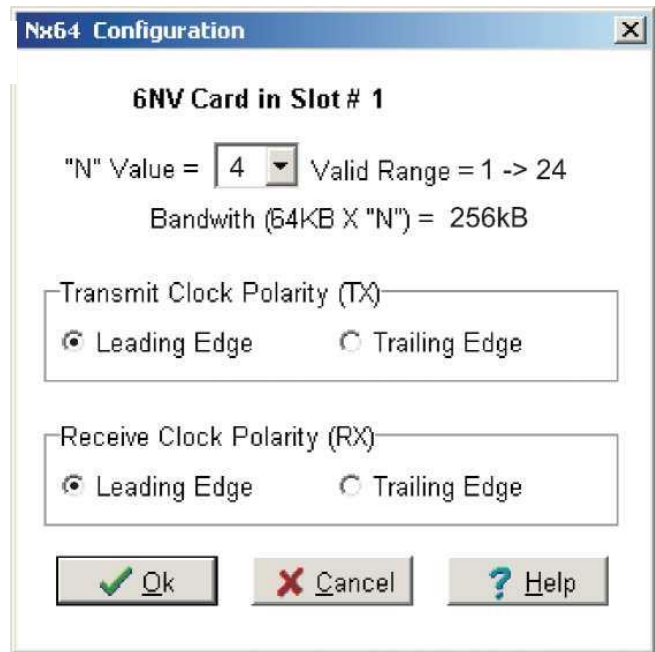 Nx64 Configuration
6NV Card in Slot # 1
"N" Value = 4 Valid Range = 1 -> 24
Bandwith (64KB X "N") = 256kB
Transmit Clock Polarity (TX)
Leading Edge Trailing Edge
Receive Clock Polarity (RX)
Leading Edge Trailing Edge
Ok Cancel ? Help